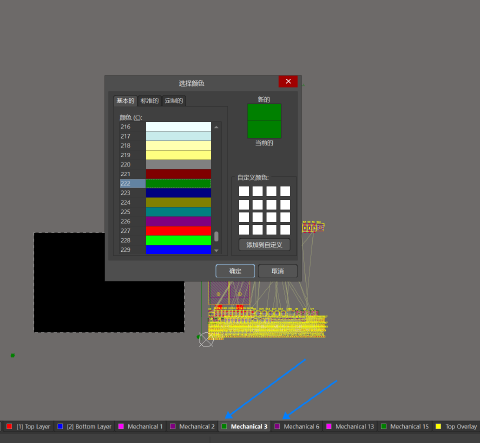 选择颜色
基本的 标准的 定制的
颜色 (C):
216
217
218
219
220
221
222
223
224
225
226
227
228
229
新的
当前的
自定义颜色:
添加到自定义
确定 取消
[1] Top Layer [2] Bottom Layer Mechanical 1 Mechanical 2 Mechanical 3 Mechanical 6 Mechanical 13 Mechanical 15 Top Overlay